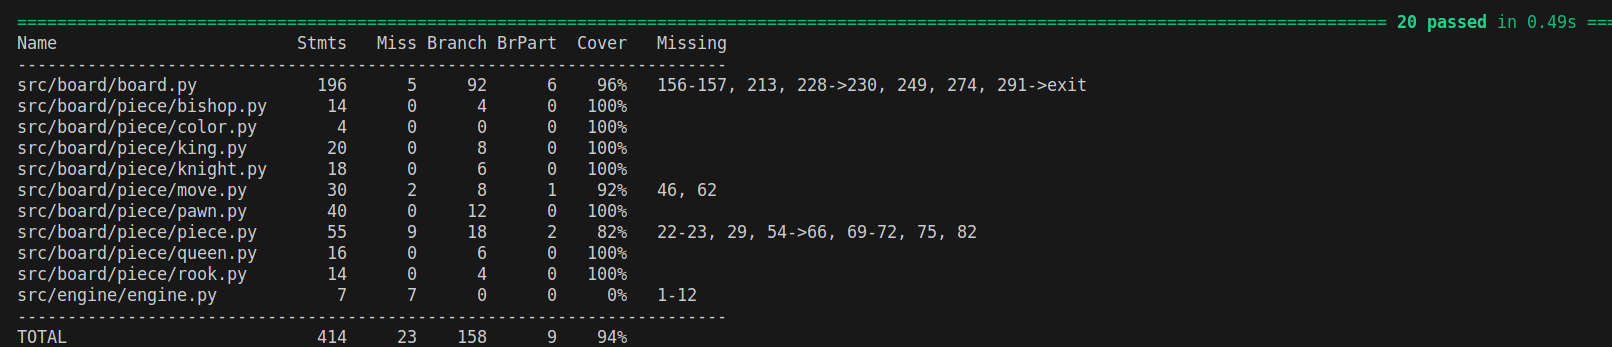 ============================================================================================================================================= 20 passed in 0.49s ===
Name                        Stmts   Miss Branch BrPart  Cover   Missing
-----------------------------------------------------------------------
src/board/board.py            196      5     92      6    96%   156-157, 213, 228->230, 249, 274, 291->exit
src/board/piece/bishop.py      14      0      4      0   100%
src/board/piece/color.py        4      0      0      0   100%
src/board/piece/king.py        20      0      8      0   100%
src/board/piece/knight.py      18      0      6      0   100%
src/board/piece/move.py        30      2      8      1    92%   46, 62
src/board/piece/pawn.py        40      0     12      0   100%
src/board/piece/piece.py       55      9     18      2    82%   22-23, 29, 54->66, 69-72, 75, 82
src/board/piece/queen.py       16      0      6      0   100%
src/board/piece/rook.py        14      0      4      0   100%
src/engine/engine.py            7      7      0      0     0%   1-12
-----------------------------------------------------------------------
TOTAL                         414     23    158      9    94%